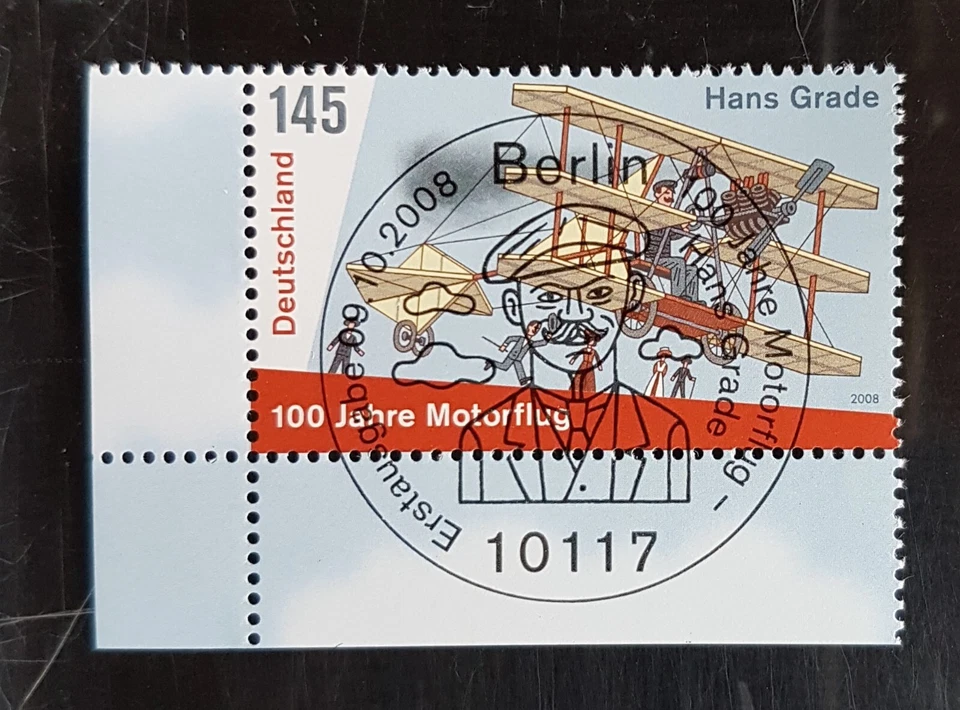 145
Hans Grade
Deutschland
Berlin
Erstausgabe 09.10.2008
100 Jahre Motorflug –
Hans Grade
2008
100 Jahre Motorflug
10117